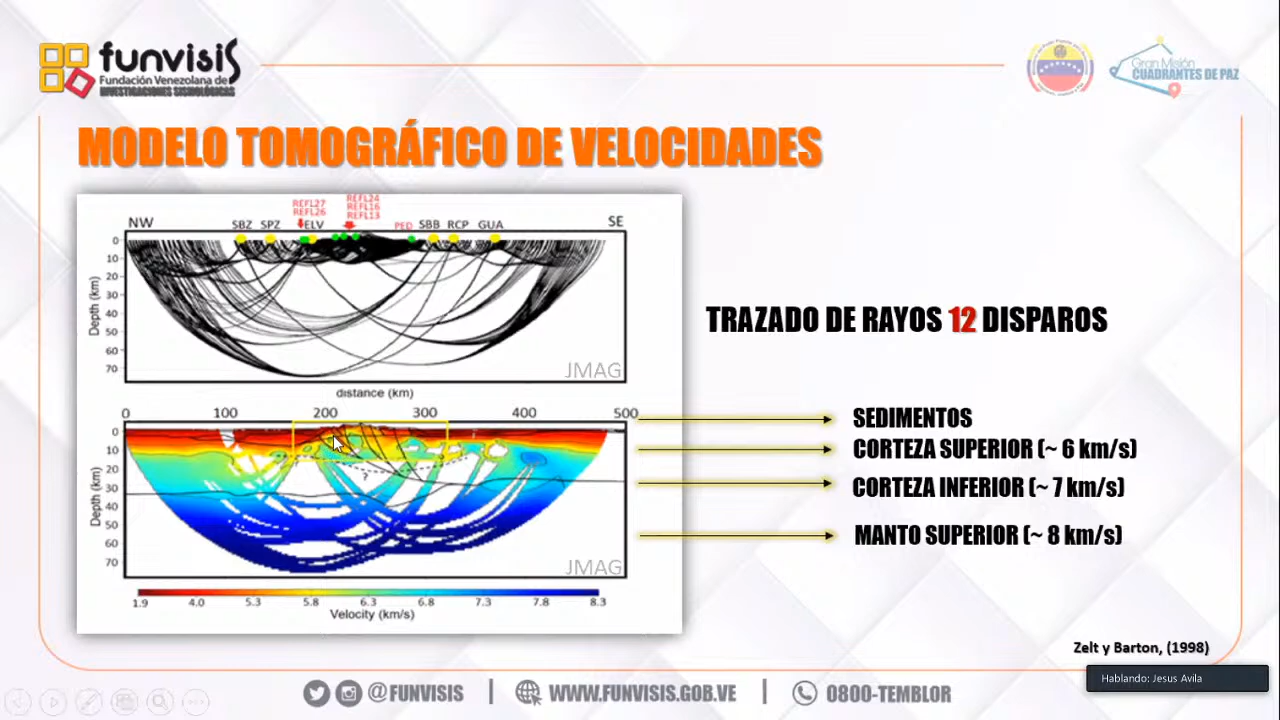 funvisis
Fundación Venezolana de
INVESTIGACIONES SISMOLÓGICAS
Gran Misión
CUADRANTES DE PAZ
MODELO TOMOGRÁFICO DE VELOCIDADES
REFL27
REFL26
REFL24
REFL16
REFL13
NW SBZ SPZ ELV PED SBB RCP GUA SE
0
10
20
30
40
50
60
70
Depth (km)
JMAG
distance (km)
0 100 200 300 400 500
0
10
20
30
40
50
60
70
Depth (km)
?
JMAG
1.9 4.0 5.3 5.8 6.3 6.8 7.3 7.8 8.3
Velocity (km/s)
TRAZADO DE RAYOS 12 DISPAROS
SEDIMENTOS
CORTEZA SUPERIOR (~ 6 km/s)
CORTEZA INFERIOR (~ 7 km/s)
MANTO SUPERIOR (~ 8 km/s)
Zelt y Barton, (1998)
Hablando: Jesus Avila
@FUNVISIS | WWW.FUNVISIS.GOB.VE | 0800-TEMBLOR